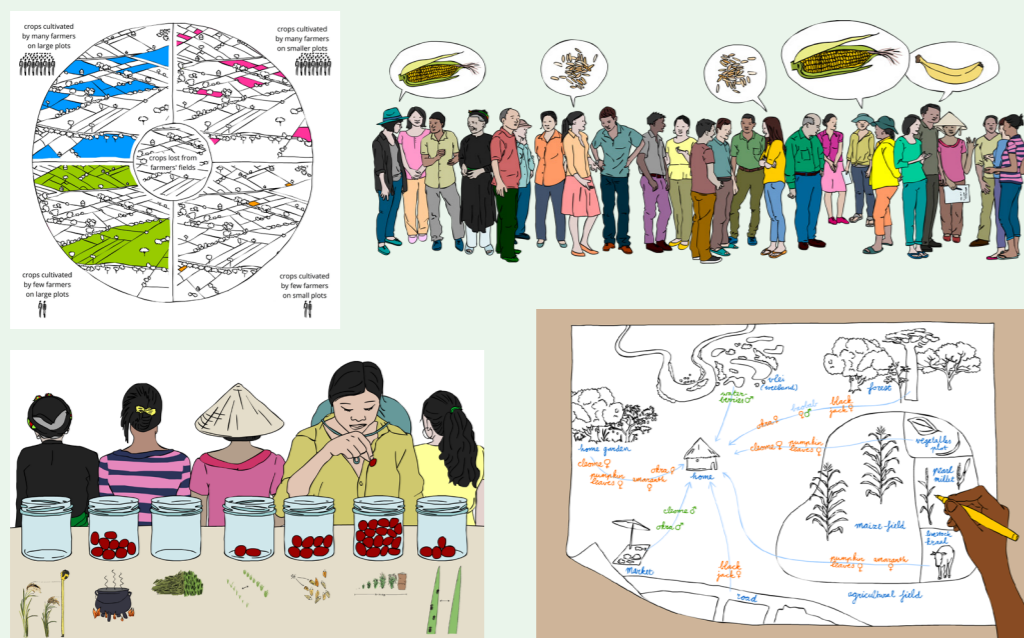 crops cultivated
by many farmers
on large plots
crops cultivated
by many farmers
on smaller plots
crops lost from
farmers' fields
crops cultivated
by few farmers
on large plots
crops cultivated
by few farmers
on small plots
vlei
(wetland)
water
berries♂
forest
baobab
♀♂
black
jack♀
okra♀
cleome♀
pumpkin
leaves♀
vegetable
plot
home garden
cleome♀
pumpkin
leaves♀
amaranth
♀
okra♀
home
pearl
millet
cleome♂
okra♂
maize field
livestock
kraal
market
black
jack♀
pumpkin
leaves♀
amaranth
♀
road
agricultural field